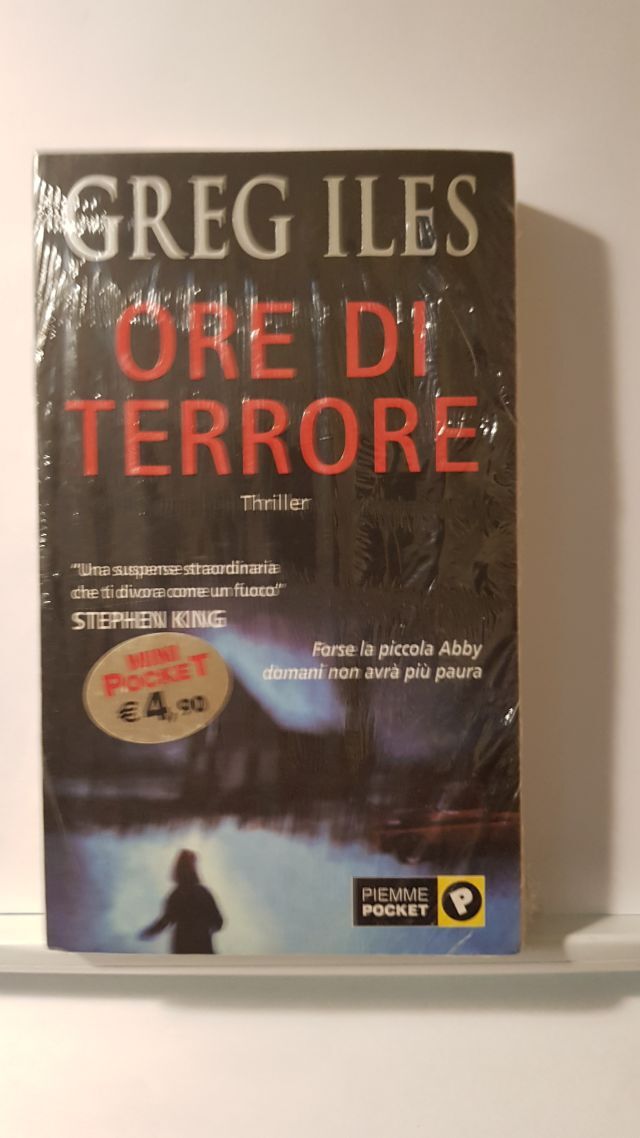 GREG ILES
ORE DI
TERRORE
Thriller
"Una suspense straordinaria
che ti divora come un fuoco"
STEPHEN KING
Forse la piccola Abby
domani non avrà più paura
MINI
POCKET
€4,90
PIEMME
POCKET
P